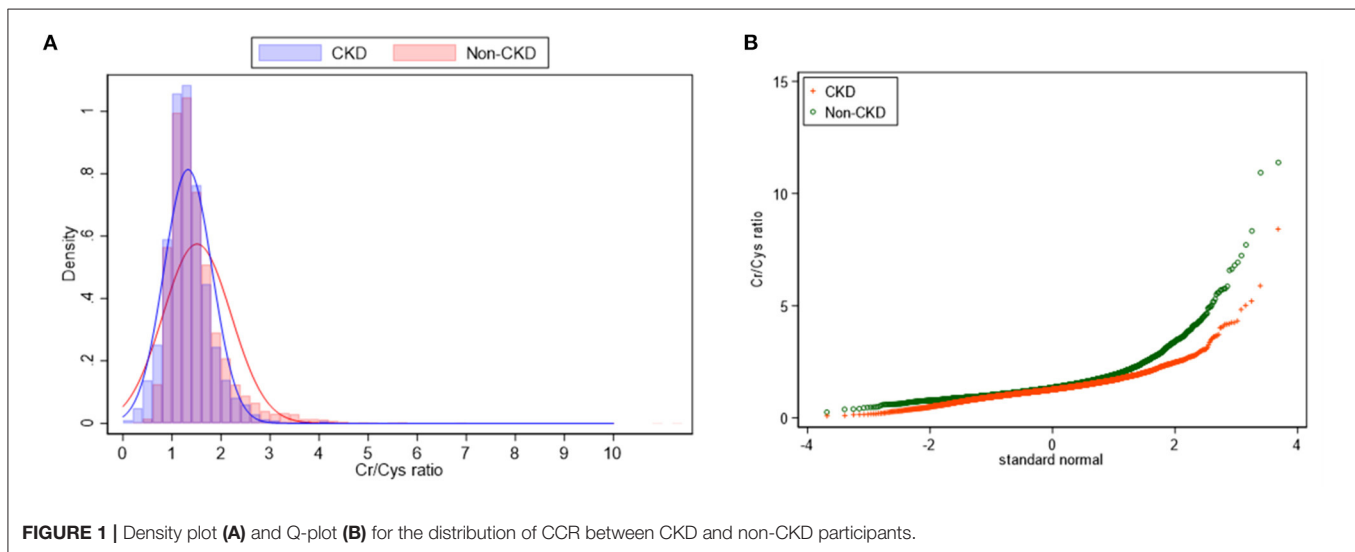 A
CKD Non-CKD
1
.8
.6
.4
.2
0
Density
0 1 2 3 4 5 6 7 8 9 10
Cr/Cys ratio
B
CKD
Non-CKD
15
10
5
0
Cr/Cys ratio
-4 -2 0 2 4
standard normal
FIGURE 1 | Density plot (A) and Q-plot (B) for the distribution of CCR between CKD and non-CKD participants.